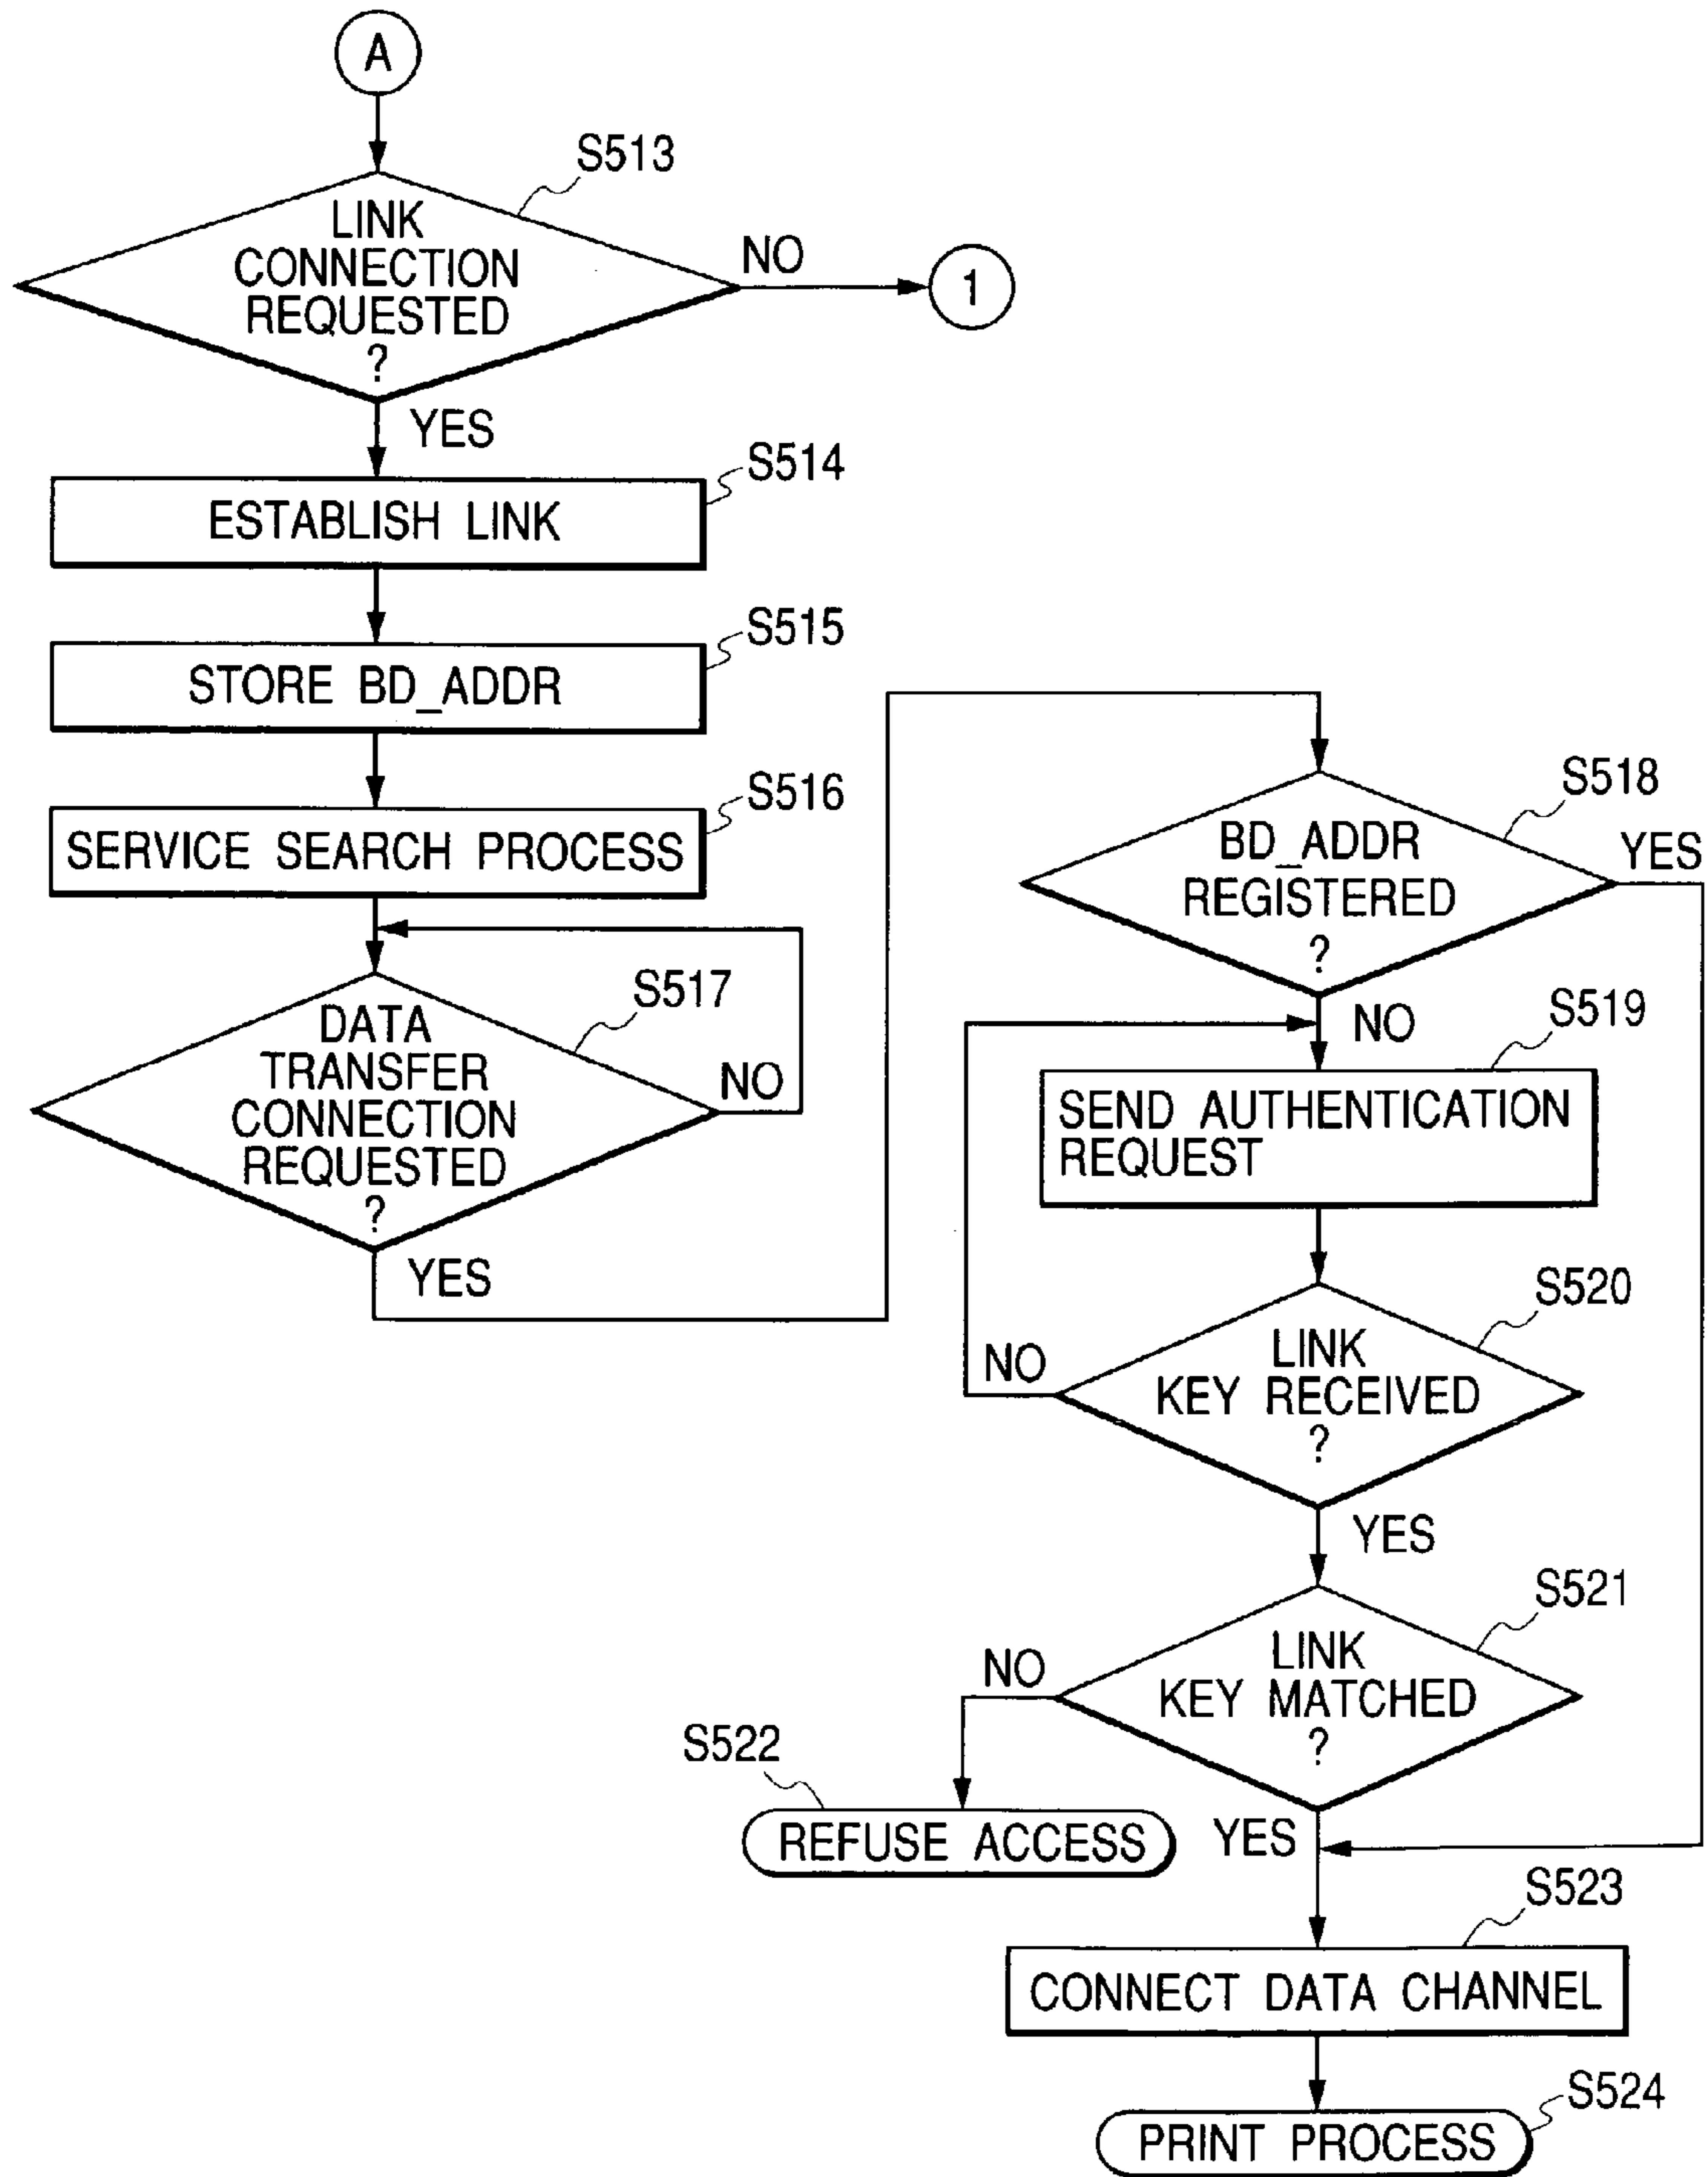 A
S513
LINK
CONNECTION
REQUESTED
?
NO
1
YES
S514
ESTABLISH LINK
S515
STORE BD_ADDR
S516
SERVICE SEARCH PROCESS
S517
DATA
TRANSFER
CONNECTION
REQUESTED
?
NO
YES
S518
BD_ADDR
REGISTERED
?
YES
NO
S519
SEND AUTHENTICATION
REQUEST
S520
LINK
KEY RECEIVED
?
NO
YES
S521
LINK
KEY MATCHED
?
NO
S522
REFUSE ACCESS
YES
S523
CONNECT DATA CHANNEL
S524
PRINT PROCESS